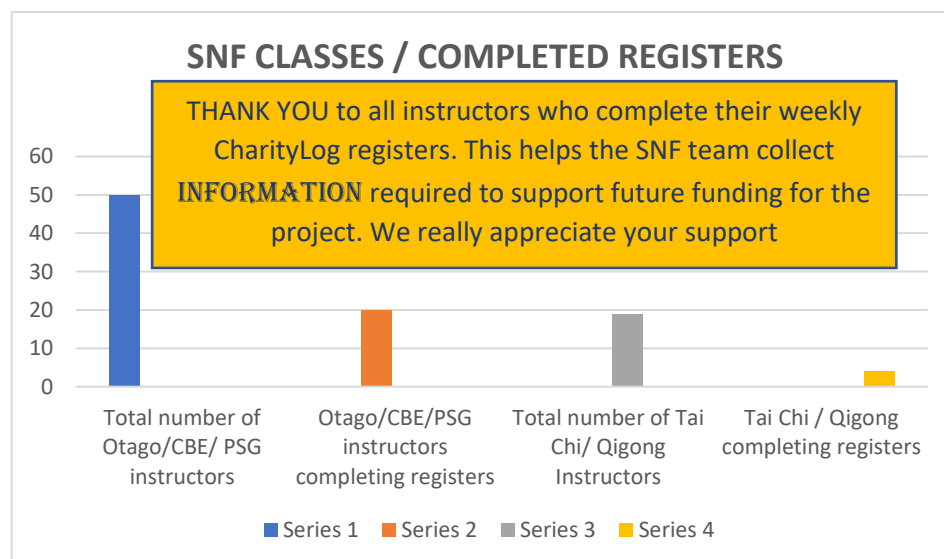 SNF CLASSES / COMPLETED REGISTERS
THANK YOU to all instructors who complete their weekly
CharityLog registers. This helps the SNF team collect
INFORMATION required to support future funding for the
project. We really appreciate your support
60
50
40
30
20
10
0
Total number of
Otago/CBE/ PSG
instructors
Otago/CBE/PSG
instructors
completing registers
Total number of Tai
Chi/ Qigong
Instructors
Tai Chi / Qigong
completing registers
Series 1 Series 2 Series 3 Series 4